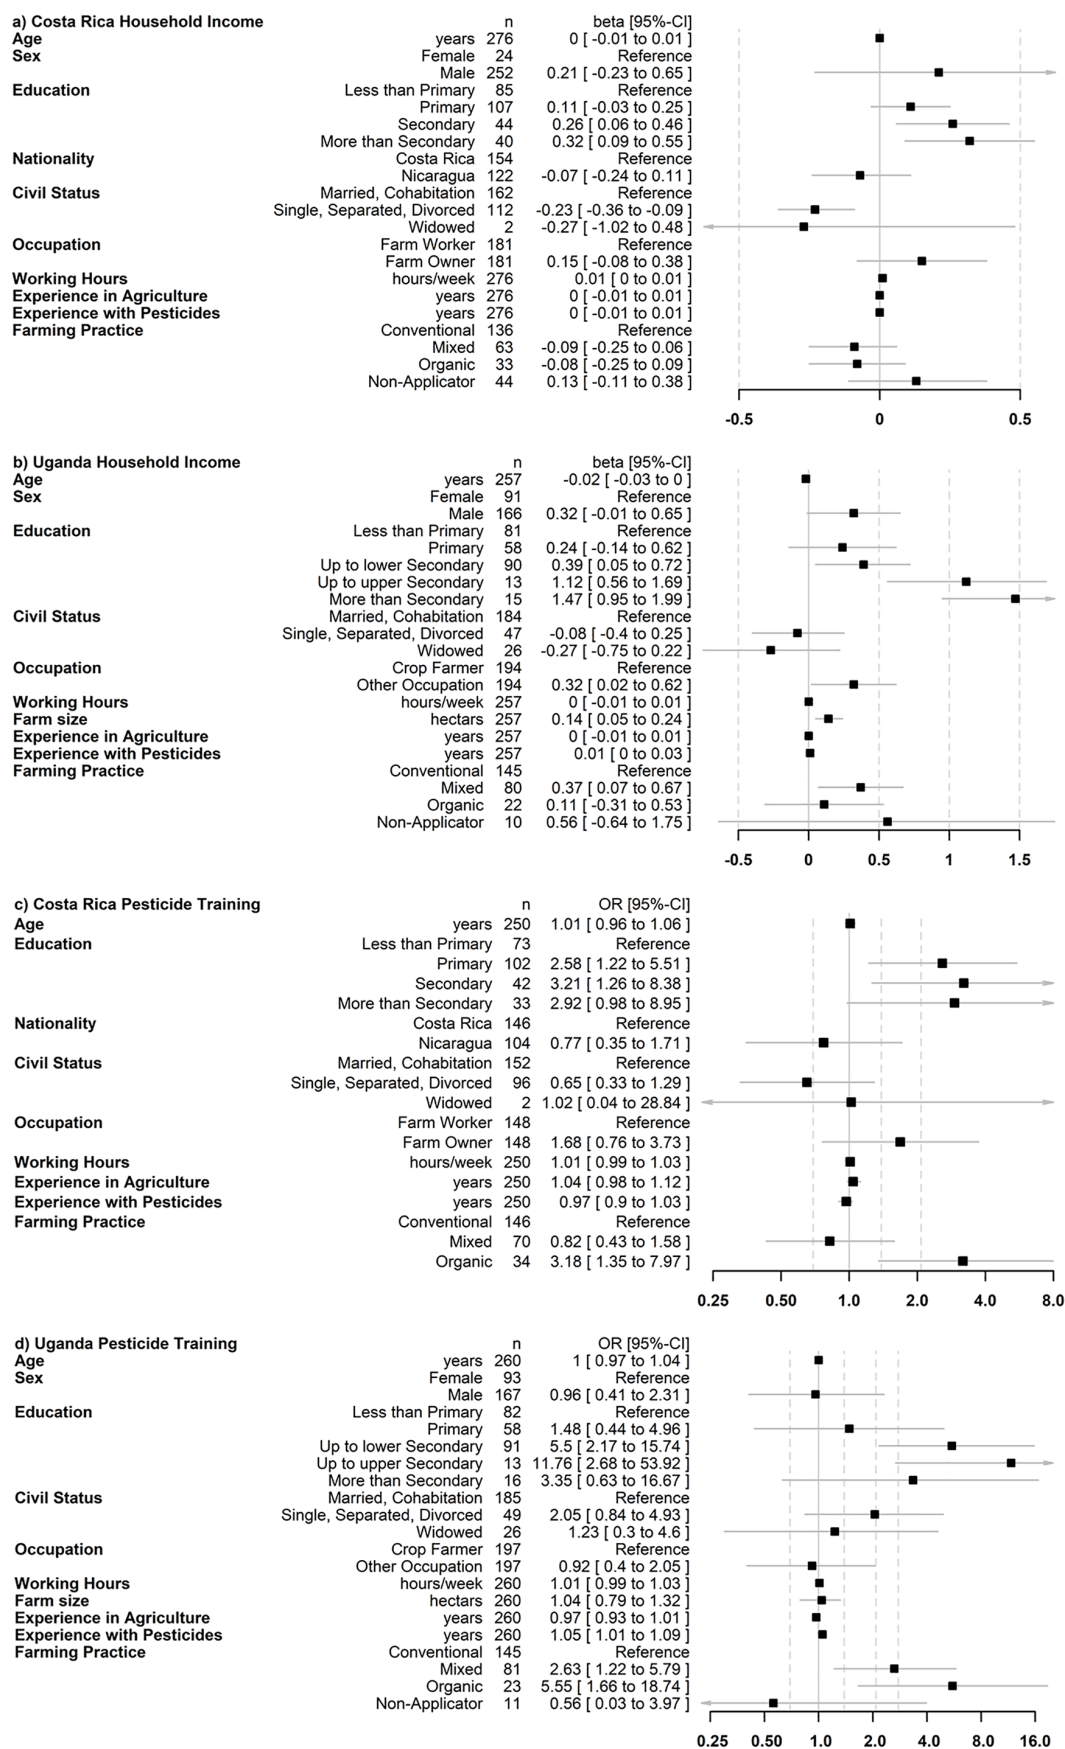 a) Costa Rica Household Income n beta [95%-CI]
Age years 276 0 [ -0.01 to 0.01 ]
Sex Female 24 Reference
Male 252 0.21 [ -0.23 to 0.65 ]
Education Less than Primary 85 Reference
Primary 107 0.11 [ -0.03 to 0.25 ]
Secondary 44 0.26 [ 0.06 to 0.46 ]
More than Secondary 40 0.32 [ 0.09 to 0.55 ]
Nationality Costa Rica 154 Reference
Nicaragua 122 -0.07 [ -0.24 to 0.11 ]
Civil Status Married, Cohabitation 162 Reference
Single, Separated, Divorced 112 -0.23 [ -0.36 to -0.09 ]
Widowed 2 -0.27 [ -1.02 to 0.48 ]
Occupation Farm Worker 181 Reference
Farm Owner 181 0.15 [ -0.08 to 0.38 ]
Working Hours hours/week 276 0.01 [ 0 to 0.01 ]
Experience in Agriculture years 276 0 [ -0.01 to 0.01 ]
Experience with Pesticides years 276 0 [ -0.01 to 0.01 ]
Farming Practice Conventional 136 Reference
Mixed 63 -0.09 [ -0.25 to 0.06 ]
Organic 33 -0.08 [ -0.25 to 0.09 ]
Non-Applicator 44 0.13 [ -0.11 to 0.38 ]
-0.5 0 0.5
b) Uganda Household Income n beta [95%-CI]
Age years 257 -0.02 [ -0.03 to 0 ]
Sex Female 91 Reference
Male 166 0.32 [ -0.01 to 0.65 ]
Education Less than Primary 81 Reference
Primary 58 0.24 [ -0.14 to 0.62 ]
Up to lower Secondary 90 0.39 [ 0.05 to 0.72 ]
Up to upper Secondary 13 1.12 [ 0.56 to 1.69 ]
More than Secondary 15 1.47 [ 0.95 to 1.99 ]
Civil Status Married, Cohabitation 184 Reference
Single, Separated, Divorced 47 -0.08 [ -0.4 to 0.25 ]
Widowed 26 -0.27 [ -0.75 to 0.22 ]
Occupation Crop Farmer 194 Reference
Other Occupation 194 0.32 [ 0.02 to 0.62 ]
Working Hours hours/week 257 0 [ -0.01 to 0.01 ]
Farm size hectars 257 0.14 [ 0.05 to 0.24 ]
Experience in Agriculture years 257 0 [ -0.01 to 0.01 ]
Experience with Pesticides years 257 0.01 [ 0 to 0.03 ]
Farming Practice Conventional 145 Reference
Mixed 80 0.37 [ 0.07 to 0.67 ]
Organic 22 0.11 [ -0.31 to 0.53 ]
Non-Applicator 10 0.56 [ -0.64 to 1.75 ]
-0.5 0 0.5 1 1.5
c) Costa Rica Pesticide Training n OR [95%-CI]
Age years 250 1.01 [ 0.96 to 1.06 ]
Education Less than Primary 73 Reference
Primary 102 2.58 [ 1.22 to 5.51 ]
Secondary 42 3.21 [ 1.26 to 8.38 ]
More than Secondary 33 2.92 [ 0.98 to 8.95 ]
Nationality Costa Rica 146 Reference
Nicaragua 104 0.77 [ 0.35 to 1.71 ]
Civil Status Married, Cohabitation 152 Reference
Single, Separated, Divorced 96 0.65 [ 0.33 to 1.29 ]
Widowed 2 1.02 [ 0.04 to 28.84 ]
Occupation Farm Worker 148 Reference
Farm Owner 148 1.68 [ 0.76 to 3.73 ]
Working Hours hours/week 250 1.01 [ 0.99 to 1.03 ]
Experience in Agriculture years 250 1.04 [ 0.98 to 1.12 ]
Experience with Pesticides years 250 0.97 [ 0.9 to 1.03 ]
Farming Practice Conventional 146 Reference
Mixed 70 0.82 [ 0.43 to 1.58 ]
Organic 34 3.18 [ 1.35 to 7.97 ]
0.25 0.50 1.0 2.0 4.0 8.0
d) Uganda Pesticide Training n OR [95%-CI]
Age years 260 1 [ 0.97 to 1.04 ]
Sex Female 93 Reference
Male 167 0.96 [ 0.41 to 2.31 ]
Education Less than Primary 82 Reference
Primary 58 1.48 [ 0.44 to 4.96 ]
Up to lower Secondary 91 5.5 [ 2.17 to 15.74 ]
Up to upper Secondary 13 11.76 [ 2.68 to 53.92 ]
More than Secondary 16 3.35 [ 0.63 to 16.67 ]
Civil Status Married, Cohabitation 185 Reference
Single, Separated, Divorced 49 2.05 [ 0.84 to 4.93 ]
Widowed 26 1.23 [ 0.3 to 4.6 ]
Occupation Crop Farmer 197 Reference
Other Occupation 197 0.92 [ 0.4 to 2.05 ]
Working Hours hours/week 260 1.01 [ 0.99 to 1.03 ]
Farm size hectars 260 1.04 [ 0.79 to 1.32 ]
Experience in Agriculture years 260 0.97 [ 0.93 to 1.01 ]
Experience with Pesticides years 260 1.05 [ 1.01 to 1.09 ]
Farming Practice Conventional 145 Reference
Mixed 81 2.63 [ 1.22 to 5.79 ]
Organic 23 5.55 [ 1.66 to 18.74 ]
Non-Applicator 11 0.56 [ 0.03 to 3.97 ]
0.25 0.50 1.0 2.0 4.0 8.0 16.0